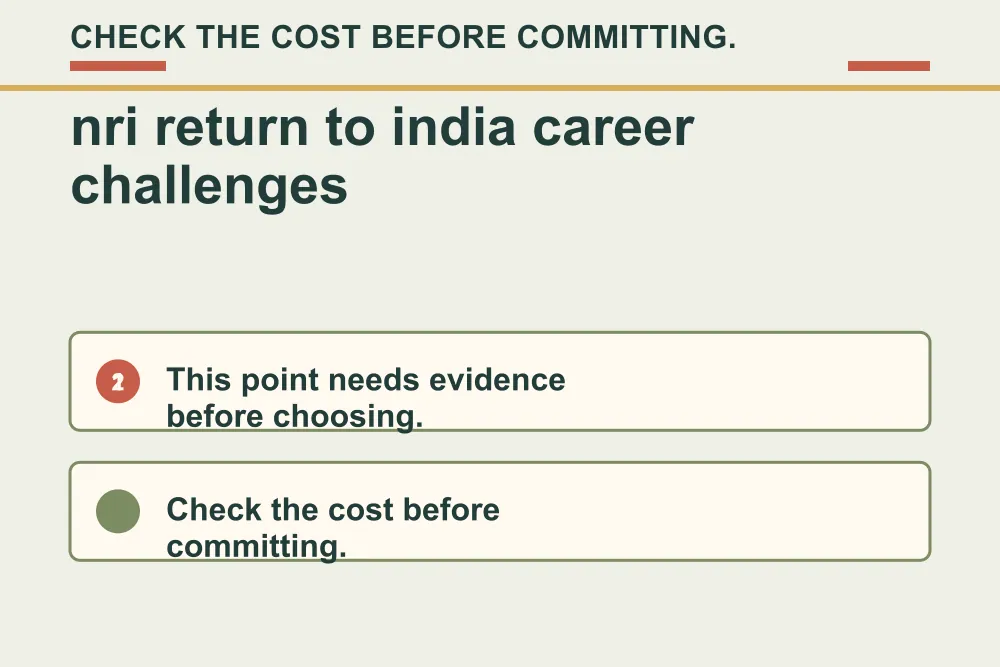 CHECK THE COST BEFORE COMMITTING.
nri return to india career
challenges
2
This point needs evidence
before choosing.
Check the cost before
committing.